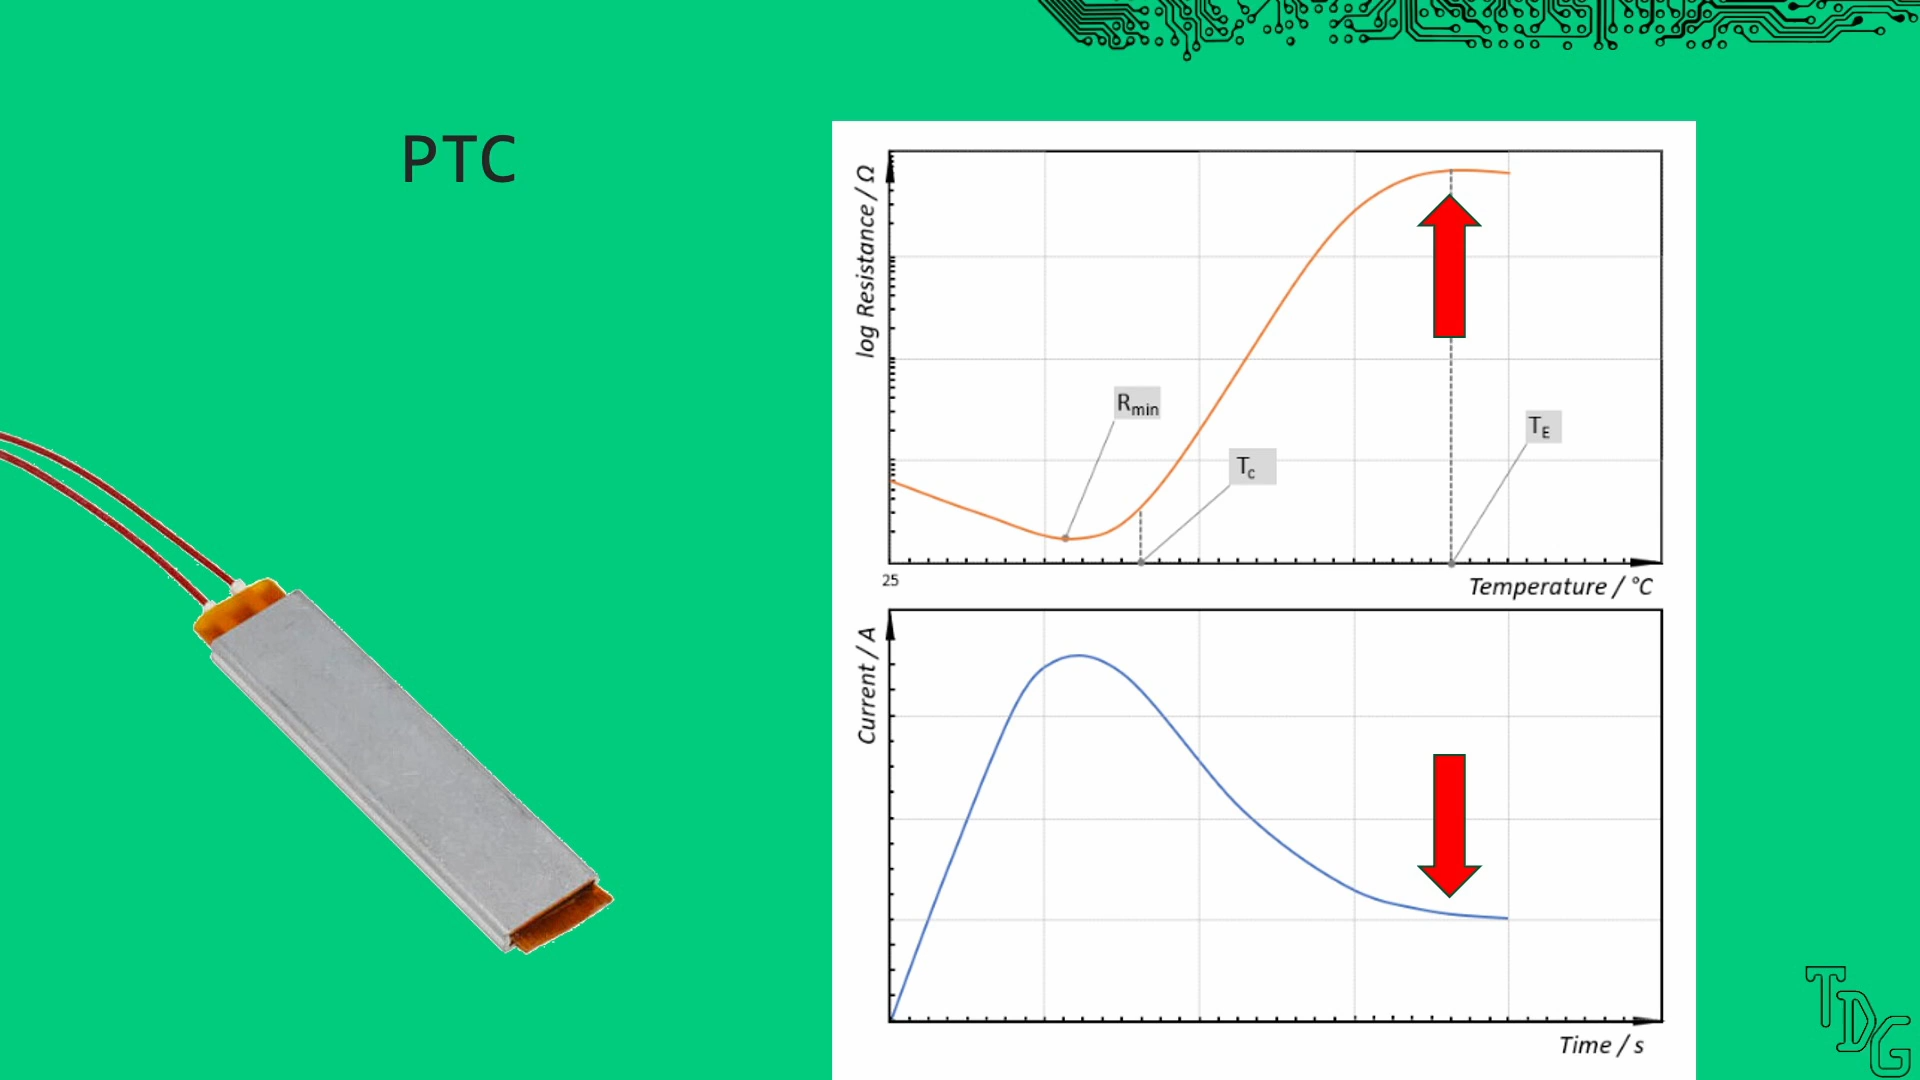 PTC
log Resistance / Ω
Rmin
Tc
TE
25
Temperature / °C
Current / A
Time / s
TDG